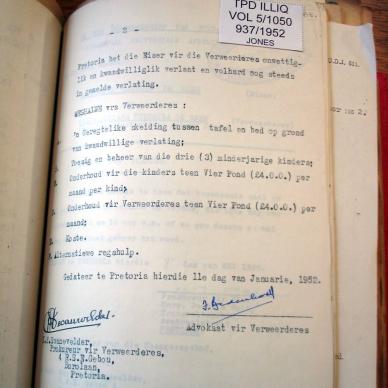 TPD ILLIQ
VOL 5/1050
937/1952
JONES
- 2 -
Pretoria het die Eiser vir die Verweerderes onwettig-
lik en kwaadwilliglik verlaat en volhard nog steeds
in gemelde verlating.
WESHALWE vra Verweerderes :
'n Geregtelike skeiding tussen tafel en bed op grond
van kwaadwillige verlating;
Toesig en beheer van die drie (3) minderjarige kinders;
Onderhoud vir die kinders teen Vier Pond (£4.0.0.) per
maand per kind;
Onderhoud vir Verweerderes teen Vier Pond (£4.0.0.) per
maand;
Koste.
Alternatiewe regshulp.
Gedateer te Pretoria hierdie 11e dag van Januarie, 1952.
Advokaat vir Verweerderes
Prokureur vir Verweerderes,
4 R.S.B. Gebou,
Pretoria.